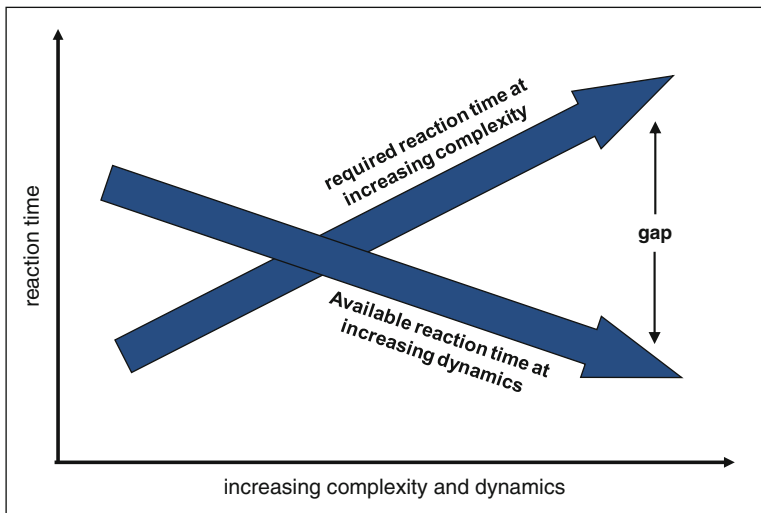 required reaction time at
increasing complexity
reaction time
gap
Available reaction time at
increasing dynamics
increasing complexity and dynamics